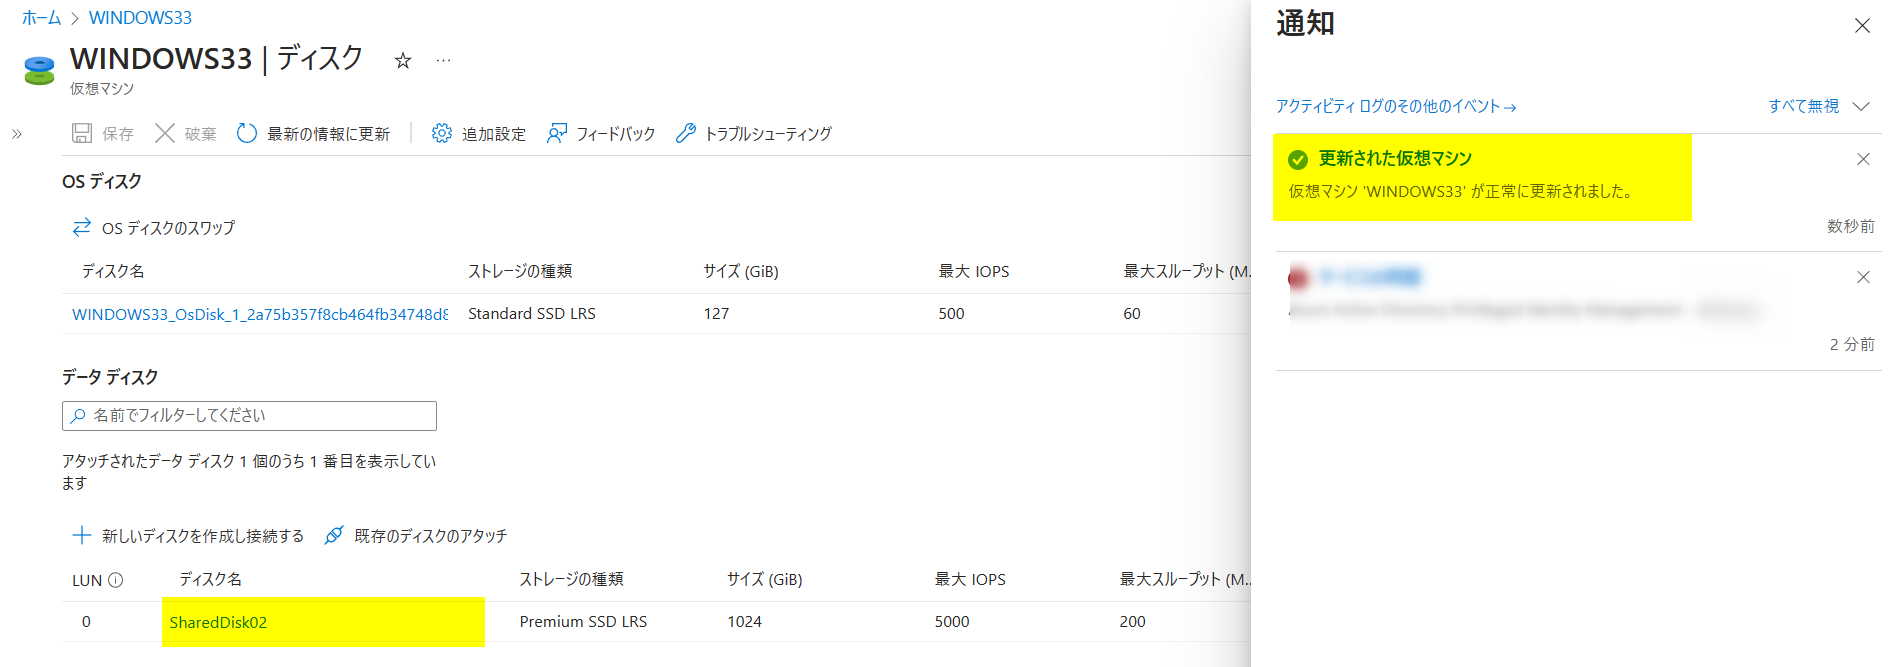 ホーム > WINDOWS33
WINDOWS33 | ディスク
仮想マシン
保存 破棄 最新の情報に更新 追加設定 フィードバック トラブルシューティング
OS ディスク
OS ディスクのスワップ
ディスク名 ストレージの種類 サイズ (GiB) 最大 IOPS 最大スループット (M...
WINDOWS33_OsDisk_1_2a75b357f8cb464fb34748d8 Standard SSD LRS 127 500 60
データ ディスク
名前でフィルターしてください
アタッチされたデータ ディスク 1 個のうち 1 番目を表示してい
ます
新しいディスクを作成し接続する 既存のディスクのアタッチ
LUN ディスク名 ストレージの種類 サイズ (GiB) 最大 IOPS 最大スループット (M...
0 SharedDisk02 Premium SSD LRS 1024 5000 200
通知
アクティビティ ログのその他のイベント→ すべて無視
更新された仮想マシン
仮想マシン 'WINDOWS33' が正常に更新されました。
数秒前
2 分前